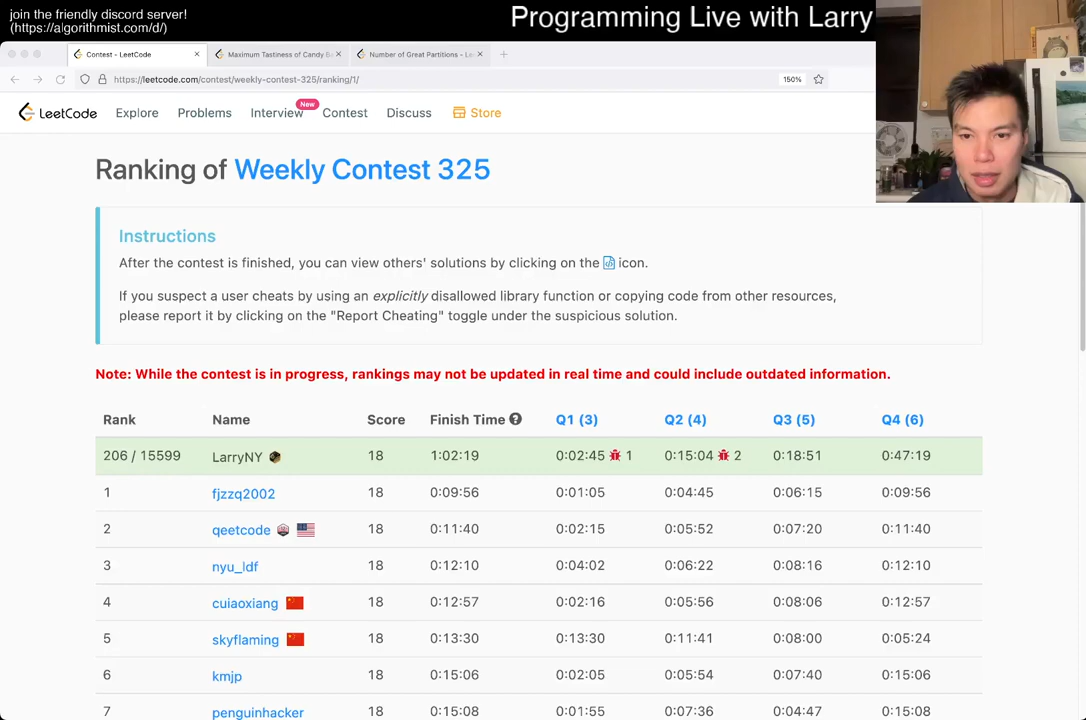 join the friendly discord server!
(https://algorithmist.com/d/)
Programming Live with Larry
Contest - LeetCode
Maximum Tastiness of Candy B
Number of Great Partitions - Le
https://leetcode.com/contest/weekly-contest-325/ranking/1/
150%
LeetCode Explore Problems Interview New Contest Discuss Store
Ranking of Weekly Contest 325
Instructions
After the contest is finished, you can view others' solutions by clicking on the icon.
If you suspect a user cheats by using an explicitly disallowed library function or copying code from other resources,
please report it by clicking on the "Report Cheating" toggle under the suspicious solution.
Note: While the contest is in progress, rankings may not be updated in real time and could include outdated information.
Rank Name Score Finish Time ? Q1 (3) Q2 (4) Q3 (5) Q4 (6)
206 / 15599 LarryNY 18 1:02:19 0:02:45 1 0:15:04 2 0:18:51 0:47:19
1 fjzzq2002 18 0:09:56 0:01:05 0:04:45 0:06:15 0:09:56
2 qeetcode 18 0:11:40 0:02:15 0:05:52 0:07:20 0:11:40
3 nyu_ldf 18 0:12:10 0:04:02 0:06:22 0:08:16 0:12:10
4 cuiaoxiang 18 0:12:57 0:02:16 0:05:56 0:08:06 0:12:57
5 skyflaming 18 0:13:30 0:13:30 0:11:41 0:08:00 0:05:24
6 kmjp 18 0:15:06 0:02:05 0:05:54 0:07:40 0:15:06
7 penguinhacker 18 0:15:08 0:01:55 0:07:36 0:04:47 0:15:08